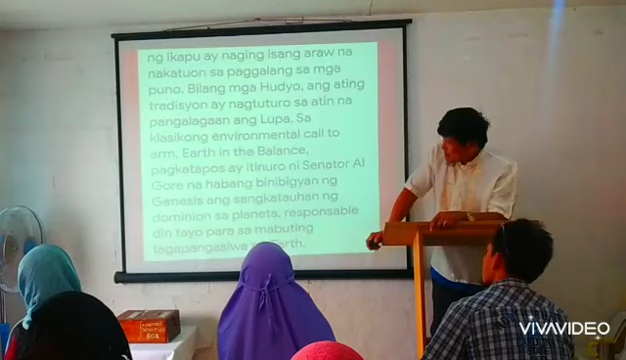 ng ikapu ay naging isang araw na
nakatuon sa paggalang sa mga
puno. Bilang mga Hudyo, ang ating
tradisyon ay nagtuturo sa atin na
pangalagaan ang Lupa. Sa
klasikong environmental call to
arm, Earth in the Balance,
pagkatapos ay itinuro ni Senator Al
Gore na habang binibigyan ng
Genesis ang sangkatauhan ng
dominion sa planeta, responsable
din tayo para sa mabuting
tagapangasiwa Earth.
BOX
VIVAVIDEO